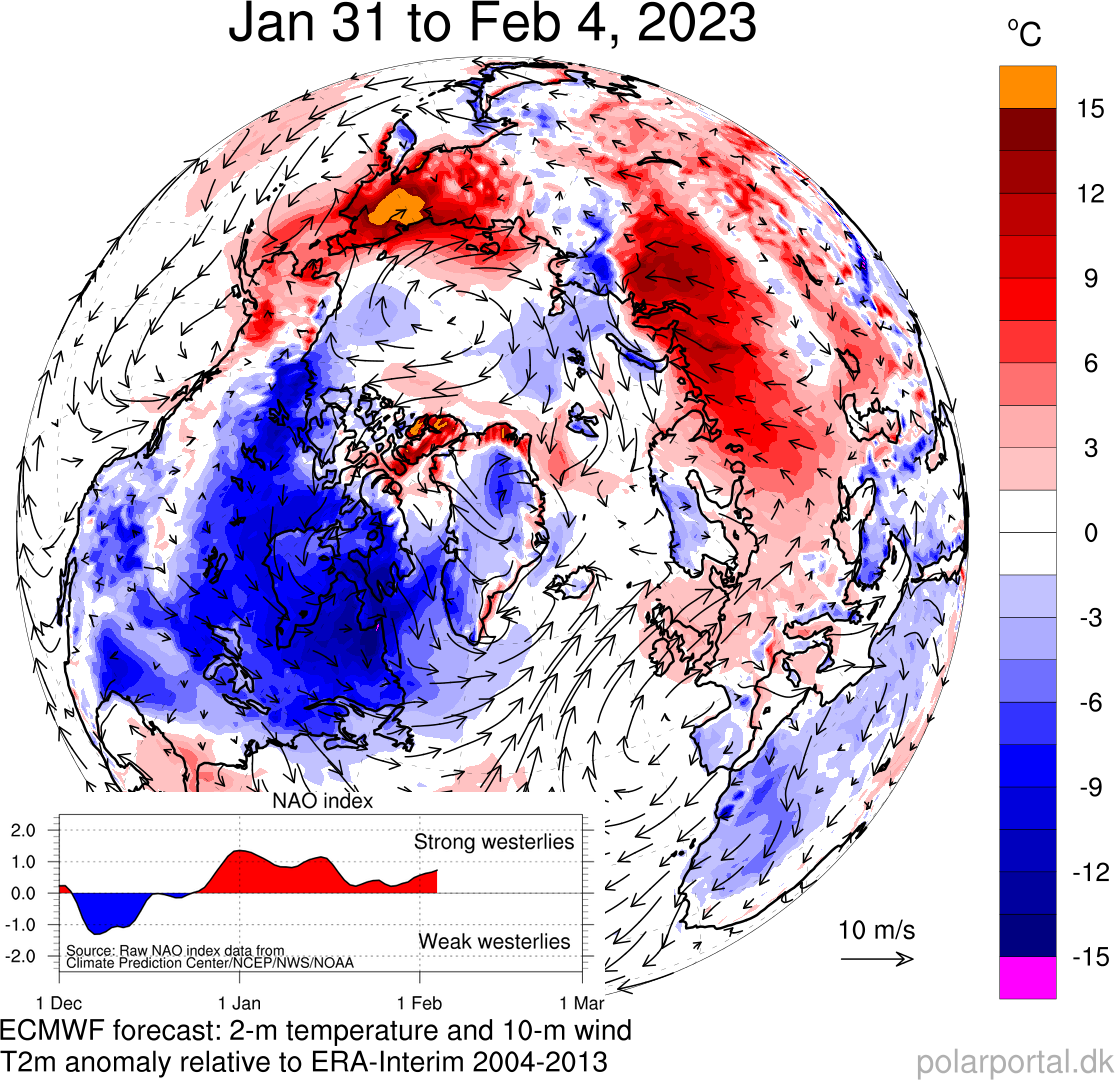 Jan 31 to Feb 4, 2023
°C
15
12
9
6
3
0
-3
-6
-9
-12
-15
10 m/s
NAO index
2.0
1.0
0.0
-1.0
-2.0
Strong westerlies
Weak westerlies
Source: Raw NAO index data from
Climate Prediction Center/NCEP/NWS/NOAA
1 Dec
1 Jan
1 Feb
1 Mar
ECMWF forecast: 2-m temperature and 10-m wind
T2m anomaly relative to ERA-Interim 2004-2013
polarportal.dk